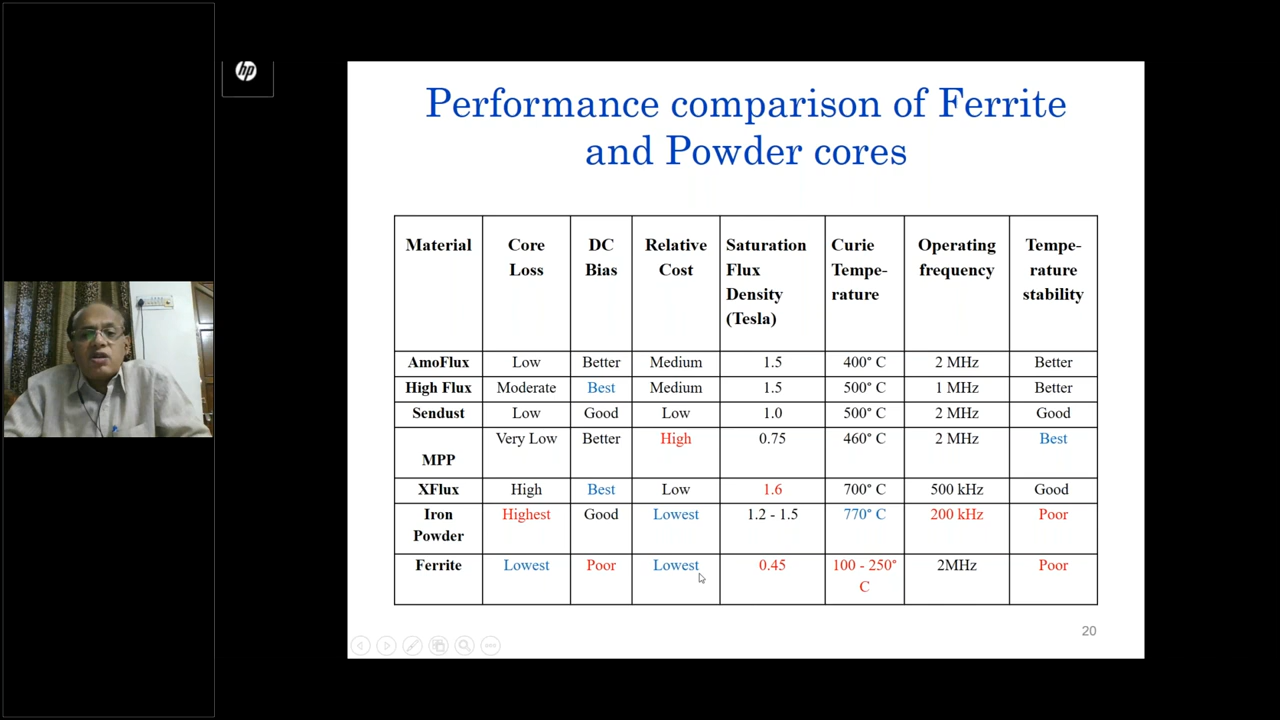 hp
Performance comparison of Ferrite
and Powder cores
Material Core Loss DC Bias Relative Cost Saturation Flux Density (Tesla) Curie Tempe-rature Operating frequency Tempe-rature stability
AmoFlux Low Better Medium 1.5 400° C 2 MHz Better
High Flux Moderate Best Medium 1.5 500° C 1 MHz Better
Sendust Low Good Low 1.0 500° C 2 MHz Good
MPP Very Low Better High 0.75 460° C 2 MHz Best
XFlux High Best Low 1.6 700° C 500 kHz Good
Iron Powder Highest Good Lowest 1.2 - 1.5 770° C 200 kHz Poor
Ferrite Lowest Poor Lowest 0.45 100 - 250° C 2MHz Poor
20